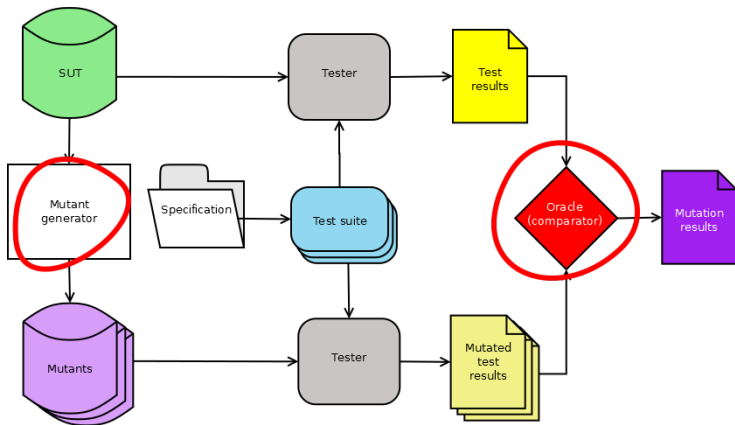 SUT
Tester
Test
results
Mutant
generator
Specification
Test suite
Oracle
(comparator)
Mutation
results
Mutants
Tester
Mutated
test
results